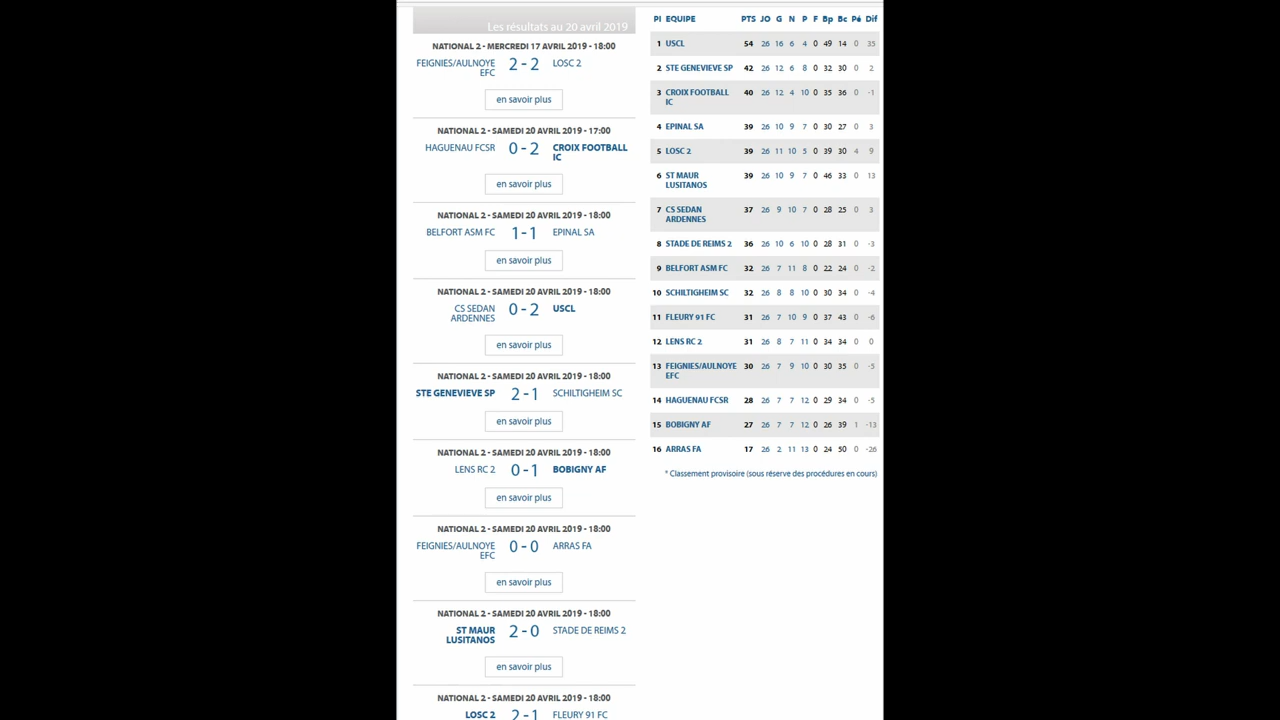 Les résultats au 20 avril 2019
NATIONAL 2 - MERCREDI 17 AVRIL 2019 - 18:00
FEIGNIES/AULNOYE EFC 2 - 2 LOSC 2
en savoir plus
NATIONAL 2 - SAMEDI 20 AVRIL 2019 - 17:00
HAGUENAU FCSR 0 - 2 CROIX FOOTBALL IC
en savoir plus
NATIONAL 2 - SAMEDI 20 AVRIL 2019 - 18:00
BELFORT ASM FC 1 - 1 EPINAL SA
en savoir plus
NATIONAL 2 - SAMEDI 20 AVRIL 2019 - 18:00
CS SEDAN ARDENNES 0 - 2 USCL
en savoir plus
NATIONAL 2 - SAMEDI 20 AVRIL 2019 - 18:00
STE GENEVIEVE SP 2 - 1 SCHILTIGHEIM SC
en savoir plus
NATIONAL 2 - SAMEDI 20 AVRIL 2019 - 18:00
LENS RC 2 0 - 1 BOBIGNY AF
en savoir plus
NATIONAL 2 - SAMEDI 20 AVRIL 2019 - 18:00
FEIGNIES/AULNOYE EFC 0 - 0 ARRAS FA
en savoir plus
NATIONAL 2 - SAMEDI 20 AVRIL 2019 - 18:00
ST MAUR LUSITANOS 2 - 0 STADE DE REIMS 2
en savoir plus
NATIONAL 2 - SAMEDI 20 AVRIL 2019 - 18:00
LOSC 2 2 - 1 FLEURY 91 FC
Pl EQUIPE PTS JO G N P F Bp Bc Pé Dif
1 USCL 54 26 16 6 4 0 49 14 0 35
2 STE GENEVIEVE SP 42 26 12 6 8 0 32 30 0 2
3 CROIX FOOTBALL IC 40 26 12 4 10 0 35 36 0 -1
4 EPINAL SA 39 26 10 9 7 0 30 27 0 3
5 LOSC 2 39 26 11 10 5 0 39 30 4 9
6 ST MAUR LUSITANOS 39 26 10 9 7 0 46 33 0 13
7 CS SEDAN ARDENNES 37 26 9 10 7 0 28 25 0 3
8 STADE DE REIMS 2 36 26 10 6 10 0 28 31 0 -3
9 BELFORT ASM FC 32 26 7 11 8 0 22 24 0 -2
10 SCHILTIGHEIM SC 32 26 8 8 10 0 30 34 0 -4
11 FLEURY 91 FC 31 26 7 10 9 0 37 43 0 -6
12 LENS RC 2 31 26 8 7 11 0 34 34 0 0
13 FEIGNIES/AULNOYE EFC 30 26 7 9 10 0 30 35 0 -5
14 HAGUENAU FCSR 28 26 7 7 12 0 29 34 0 -5
15 BOBIGNY AF 27 26 7 7 12 0 26 39 1 -13
16 ARRAS FA 17 26 2 11 13 0 24 50 0 -26
* Classement provisoire (sous réserve des procédures en cours)